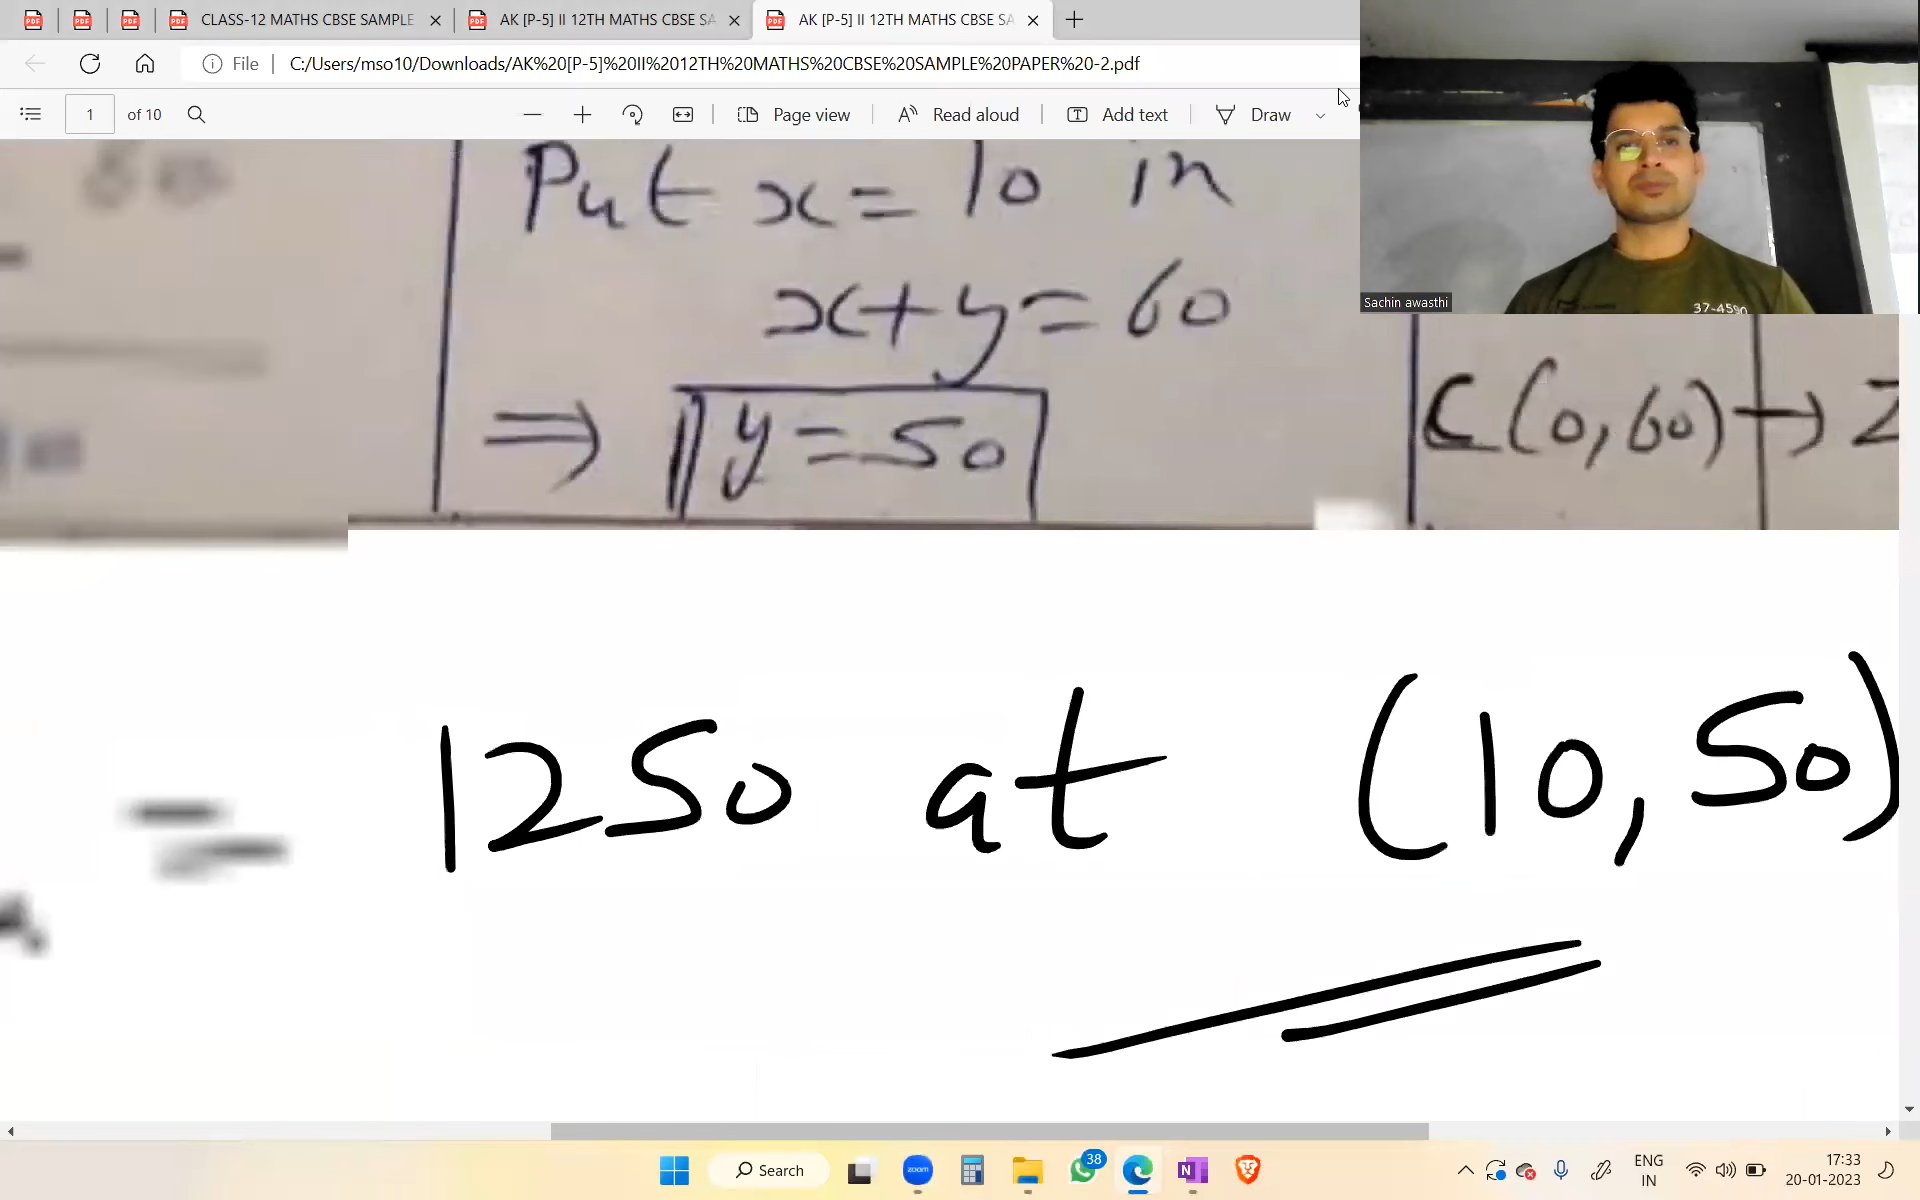 CLASS-12 MATHS CBSE SAMPLE
AK [P-5] II 12TH MATHS CBSE SA
AK [P-5] II 12TH MATHS CBSE SA
File
C:/Users/mso10/Downloads/AK%20[P-5]%20II%2012TH%20MATHS%20CBSE%20SAMPLE%20PAPER%20-2.pdf
1 of 10
Page view
Read aloud
Add text
Draw
Put x = 10 in
x+y = 60
⇒ y = 50
Sachin awasthi
37-4590
C(0,60) → Z
1250 at (10,50)
Search
zoom
38
ENG
IN
17:33
20-01-2023